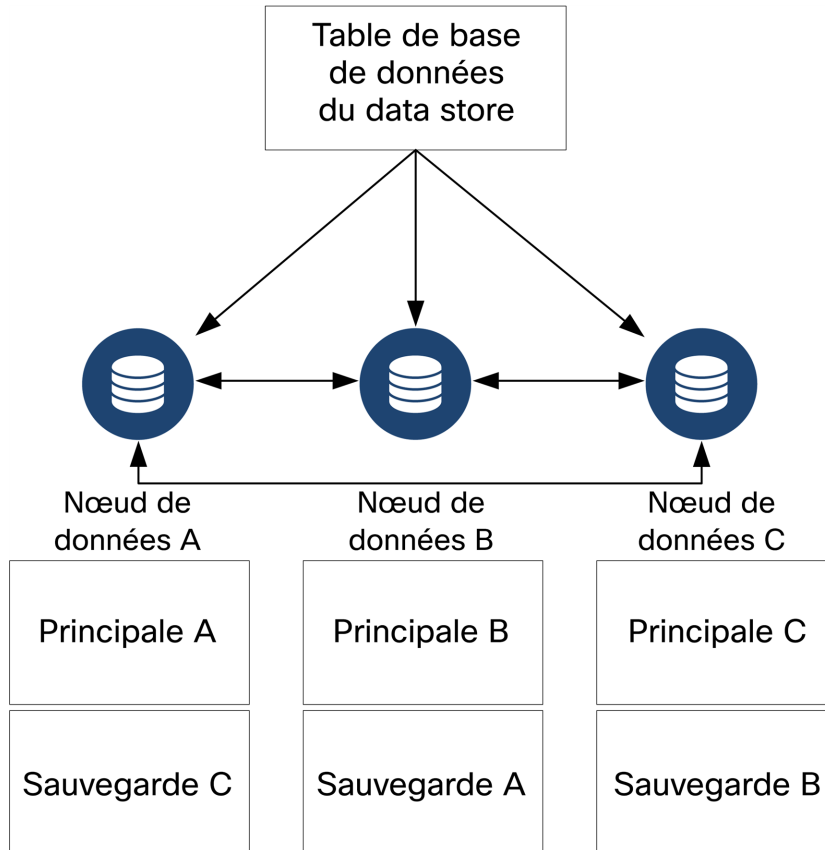 Table de base
de données
du data store
Nœud de
données A
Nœud de
données B
Nœud de
données C
Principale A
Principale B
Principale C
Sauvegarde C
Sauvegarde A
Sauvegarde B